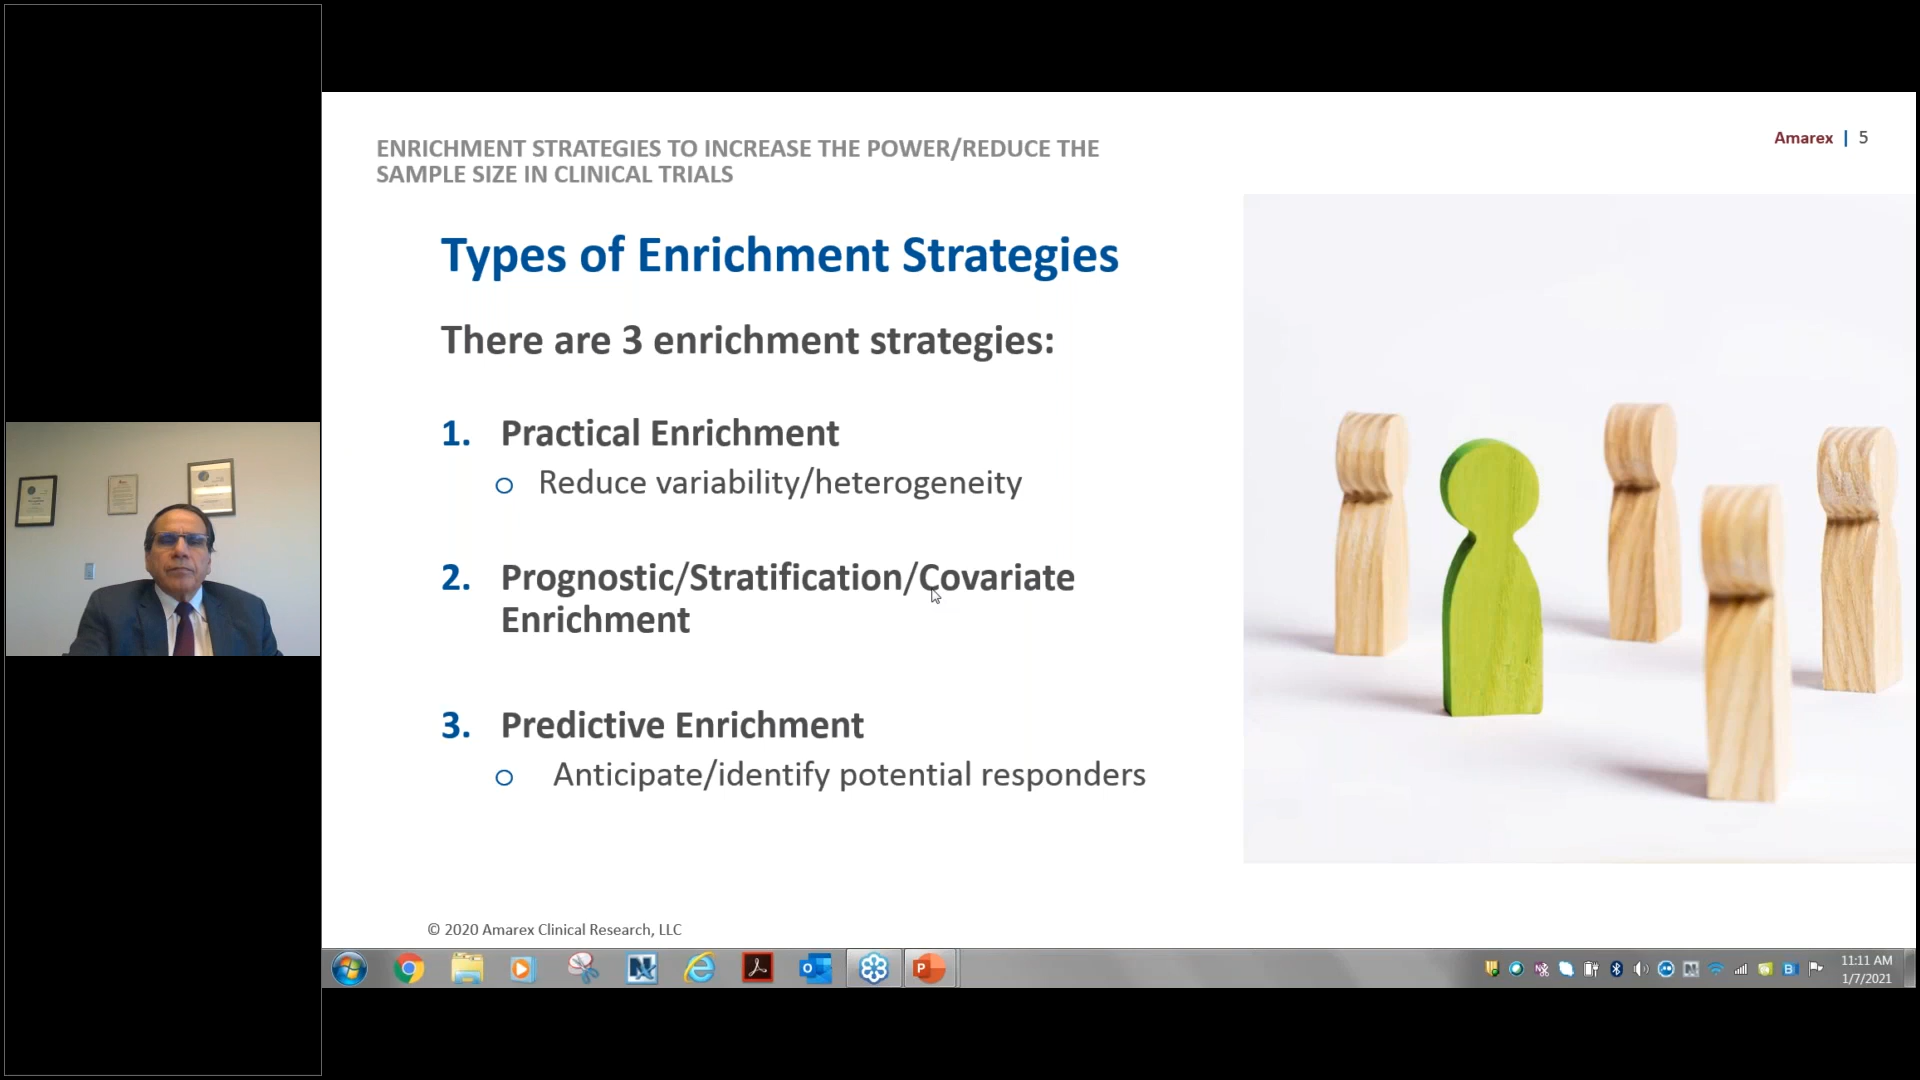 ENRICHMENT STRATEGIES TO INCREASE THE POWER/REDUCE THE
SAMPLE SIZE IN CLINICAL TRIALS
Amarex | 5
Types of Enrichment Strategies
There are 3 enrichment strategies:
1. Practical Enrichment
o Reduce variability/heterogeneity
2. Prognostic/Stratification/Covariate
Enrichment
3. Predictive Enrichment
o Anticipate/identify potential responders
© 2020 Amarex Clinical Research, LLC
11:11 AM
1/7/2021